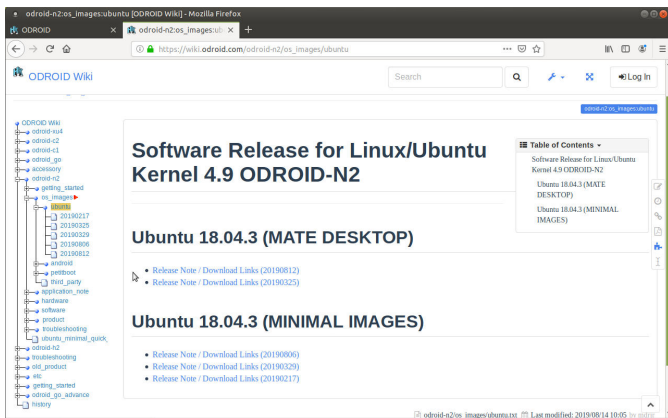 odroid-n2:os_images:ubuntu [ODROID Wiki] - Mozilla Firefox
ODROID
odroid-n2:os_images:ub
https://wiki.odroid.com/odroid-n2/os_images/ubuntu
ODROID Wiki
Search
Log In
odroid-n2:os_images:ubuntu
ODROID Wiki
odroid-xu4
odroid-c2
odroid-c1
odroid_go
accessory
odroid-n2
getting_started
os_images
ubuntu
20190217
20190325
20190329
20190806
20190812
android
petitboot
third_party
application_note
hardware
software
product
troubleshooting
ubuntu_minimal_quick_
odroid-h2
troubleshooting
old_product
etc
getting_started
odroid_go_advance
history
Software Release for Linux/Ubuntu
Kernel 4.9 ODROID-N2
Table of Contents
Software Release for Linux/Ubuntu
Kernel 4.9 ODROID-N2
Ubuntu 18.04.3 (MATE
DESKTOP)
Ubuntu 18.04.3 (MINIMAL
IMAGES)
Ubuntu 18.04.3 (MATE DESKTOP)
Release Note / Download Links (20190812)
Release Note / Download Links (20190325)
Ubuntu 18.04.3 (MINIMAL IMAGES)
Release Note / Download Links (20190806)
Release Note / Download Links (20190329)
Release Note / Download Links (20190217)
odroid-n2/os_images/ubuntu.txt Last modified: 2019/08/14 10:05 by